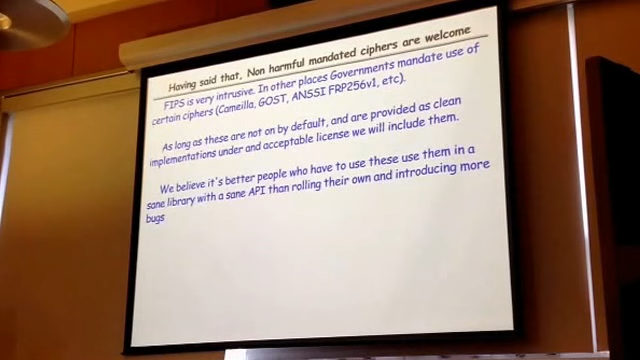 Having said that, Non harmful mandated ciphers are welcome
FIPS is very intrusive. In other places Governments mandate use of
certain ciphers (Cameilla, GOST, ANSSI FRP256v1, etc).
As long as these are not on by default, and are provided as clean
implementations under and acceptable license we will include them.
We believe it's better people who have to use these use them in a
sane library with a sane API than rolling their own and introducing more
bugs